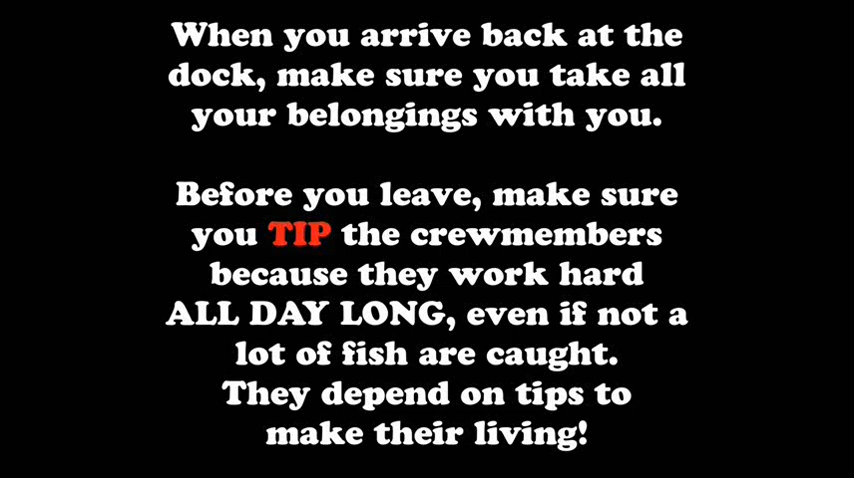 When you arrive back at the
dock, make sure you take all
your belongings with you.
Before you leave, make sure
you TIP the crewmembers
because they work hard
ALL DAY LONG, even if not a
lot of fish are caught.
They depend on tips to
make their living!